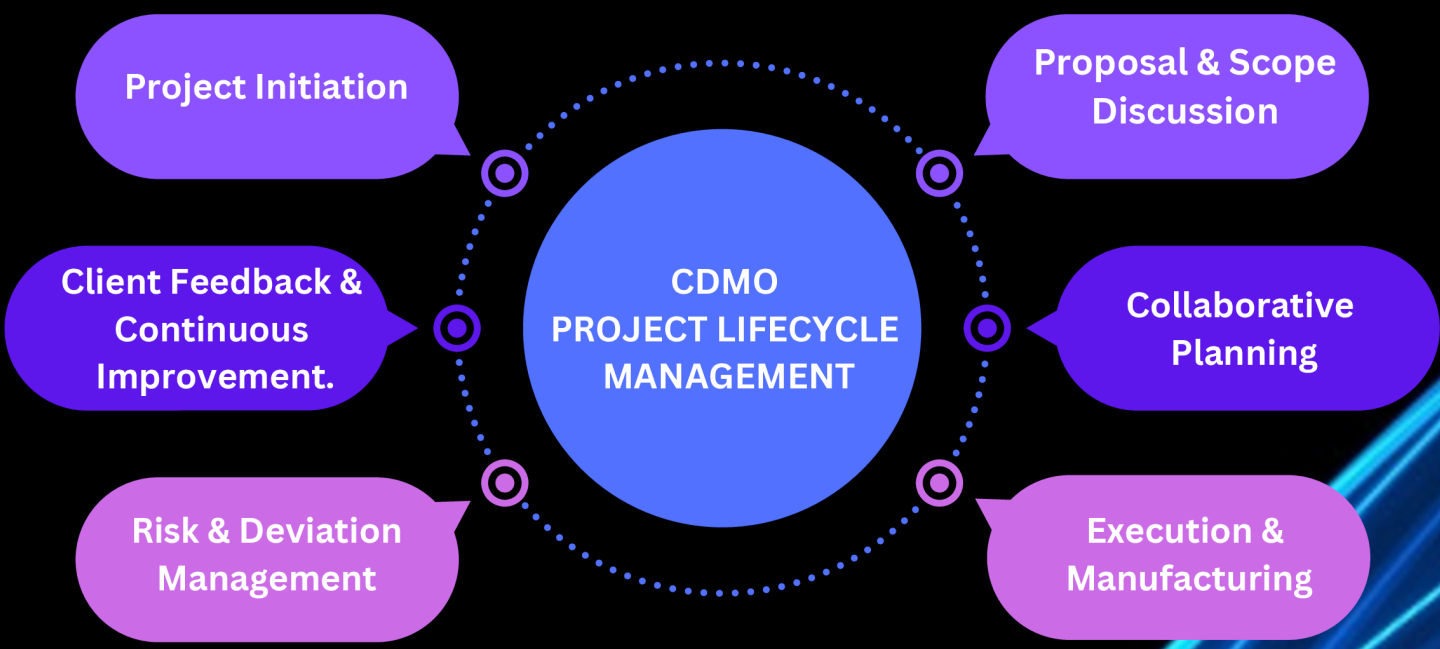 Project Initiation
Proposal & Scope
Discussion
Client Feedback &
Continuous
Improvement.
CDMO
PROJECT LIFECYCLE
MANAGEMENT
Collaborative
Planning
Risk & Deviation
Management
Execution &
Manufacturing